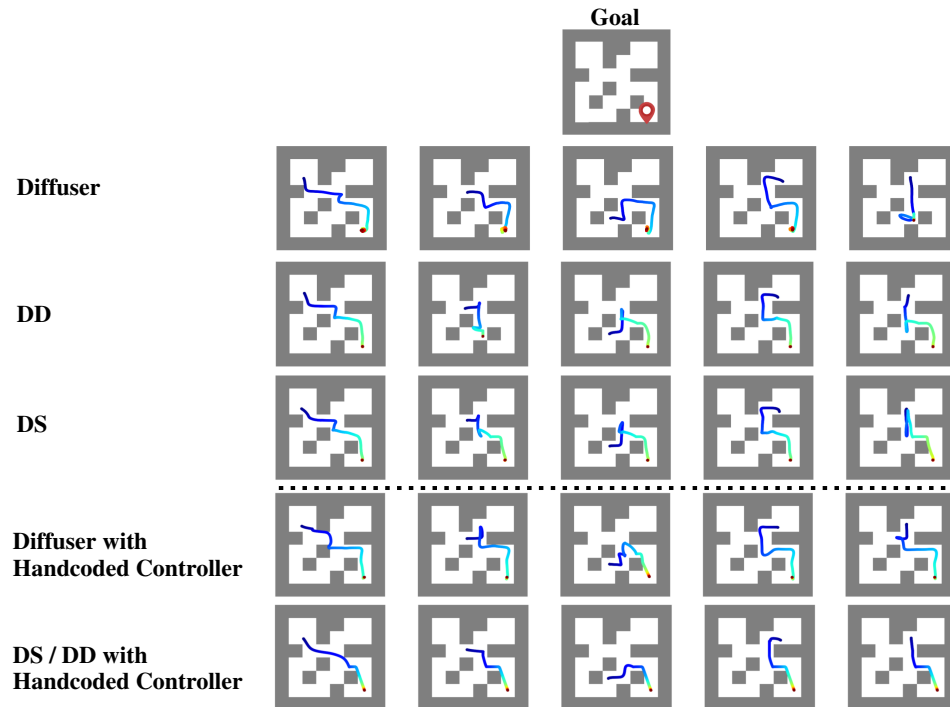 Goal
Diffuser
DD
DS
Diffuser with
Handcoded Controller
DS / DD with
Handcoded Controller